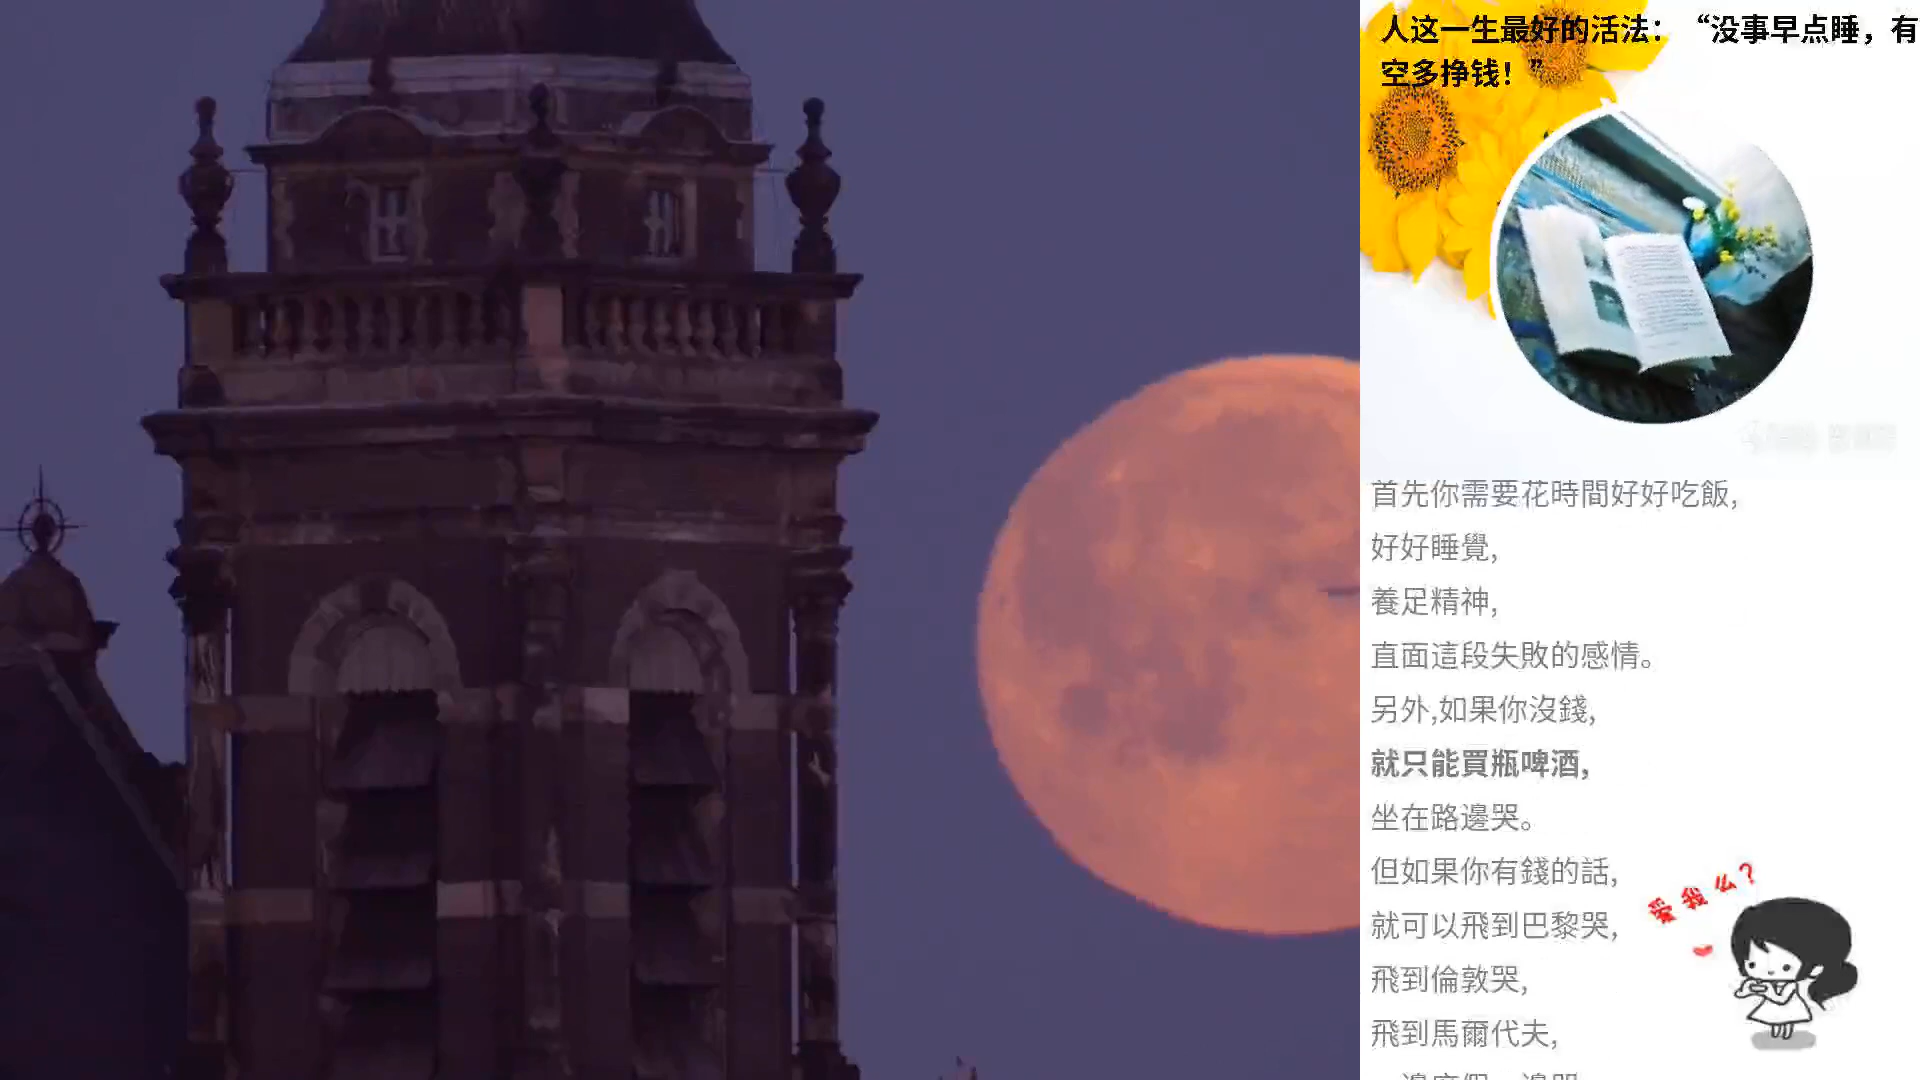 人这一生最好的活法：“没事早点睡，有
空多挣钱！”
首先你需要花時間好好吃飯,
好好睡覺,
養足精神,
直面這段失敗的感情。
另外,如果你沒錢,
就只能買瓶啤酒,
坐在路邊哭。
但如果你有錢的話,
就可以飛到巴黎哭,
飛到倫敦哭,
飛到馬爾代夫,
爱我么？